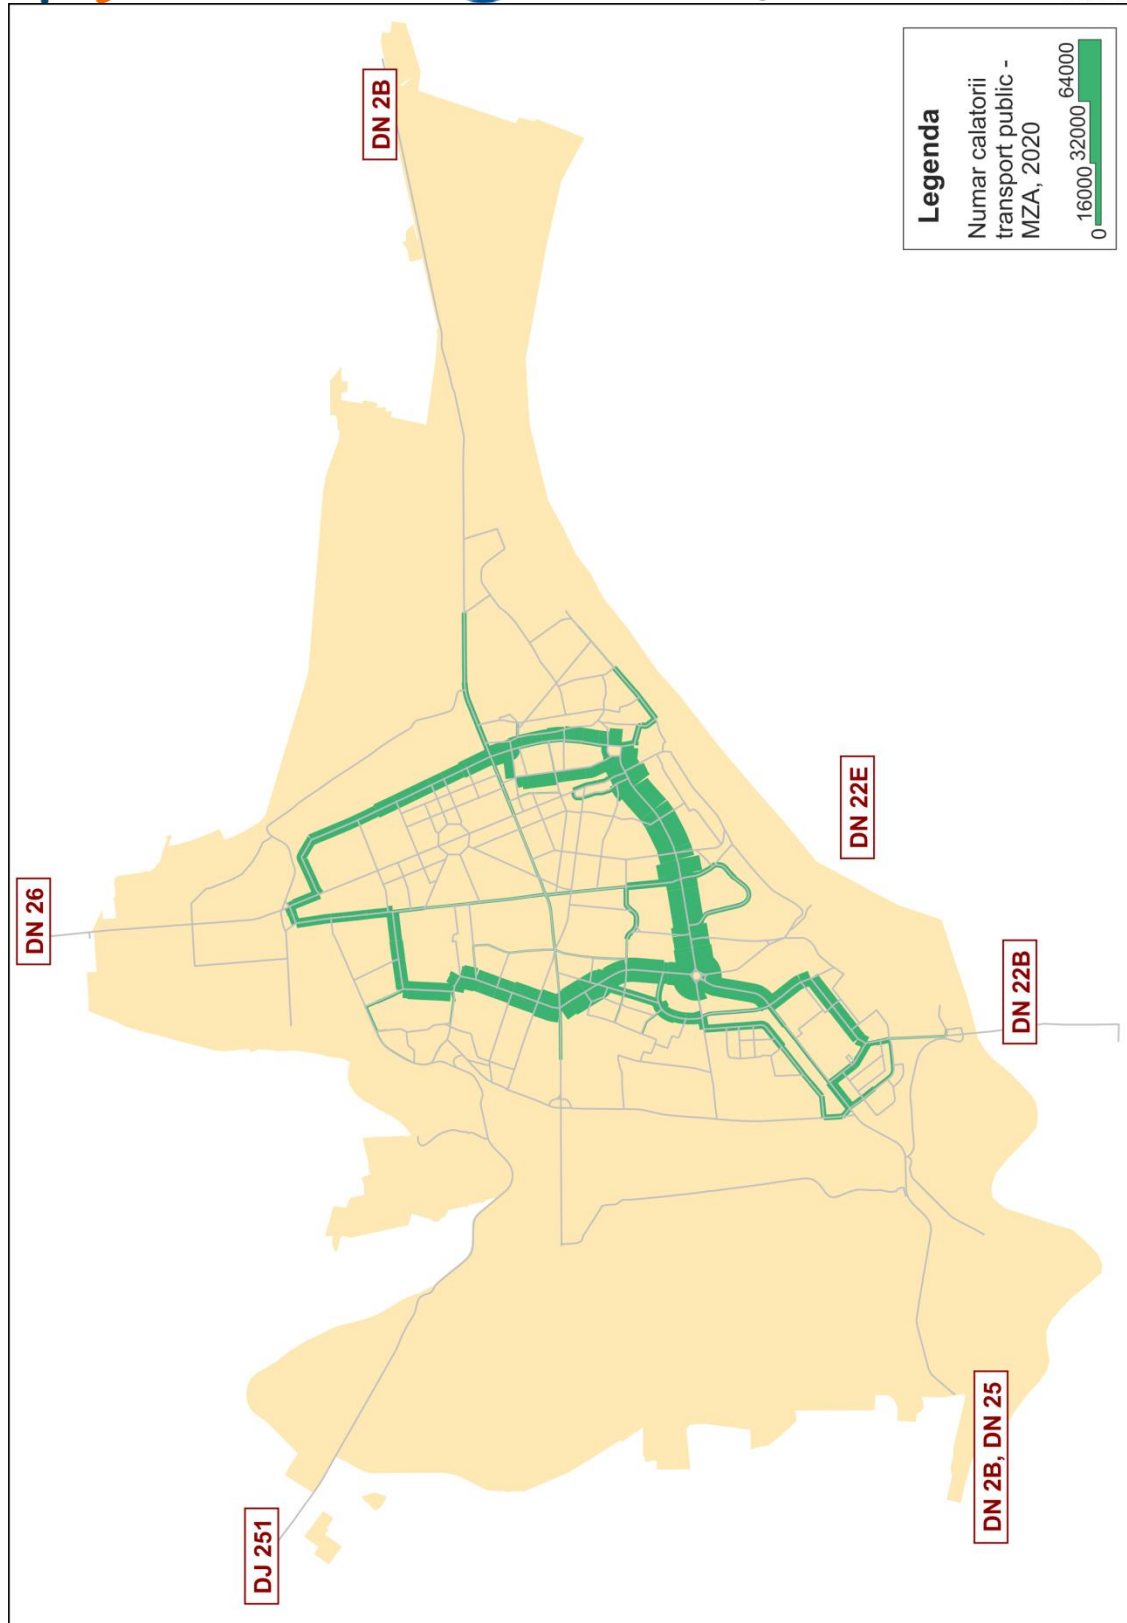 DN 2B
Legenda
Numar calatorii
transport public -
MZA, 2020
0 16000 32000 64000
DN 26
DN 22E
DN 22B
DN 2B, DN 25
DJ 251